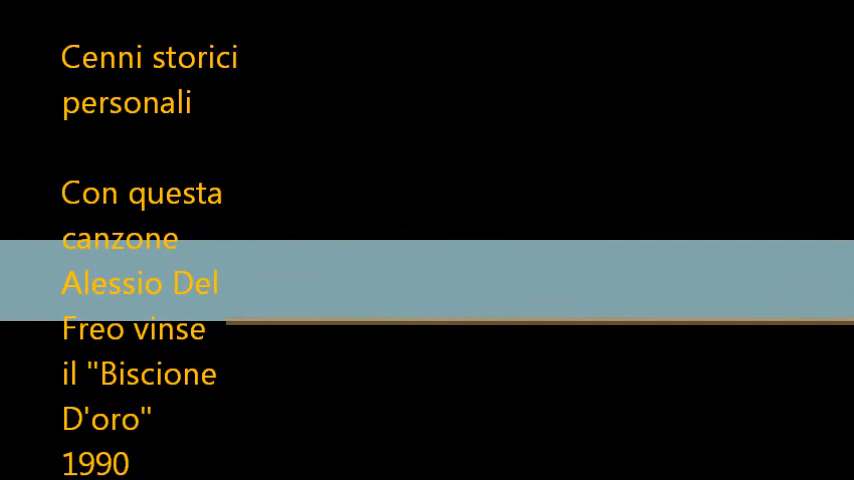 Cenni storici
personali
Con questa
canzone
Alessio Del
Freo vinse
il "Biscione
D'oro"
1990